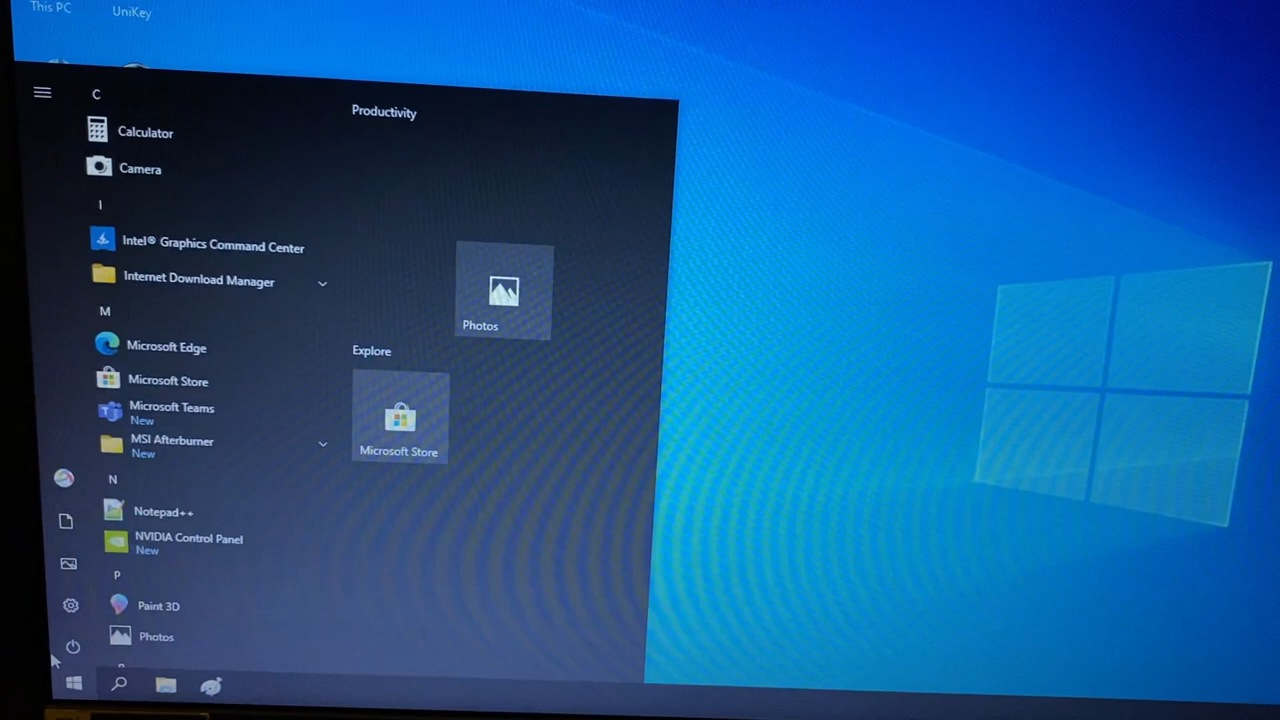 This PC
UniKey
C
Productivity
Calculator
Camera
I
Intel® Graphics Command Center
Internet Download Manager
Photos
M
Explore
Microsoft Edge
Microsoft Store
Microsoft Teams
New
MSI Afterburner
New
Microsoft Store
N
Notepad++
NVIDIA Control Panel
New
P
Paint 3D
Photos